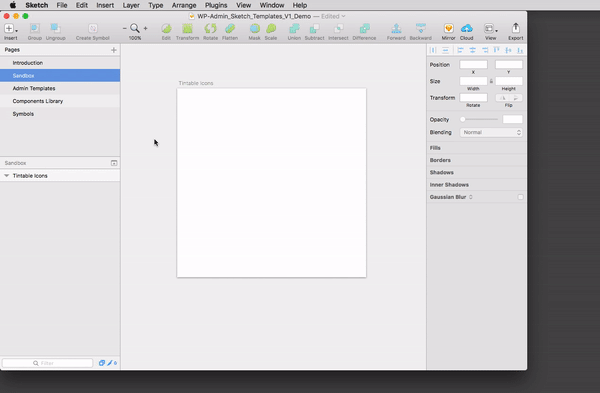 Sketch File Edit Insert Layer Type Arrange Plugins View Window Help
WP-Admin_Sketch_Templates_V1_Demo — Edited
Insert Group Ungroup Create Symbol 100% Edit Transform Rotate Flatten Mask Scale Union Subtract Intersect Difference Forward Backward Mirror Cloud View Export
Pages
Introduction
Sandbox
Admin Templates
Components Library
Symbols
Sandbox
Tintable Icons
Filter
6
Tintable Icons
Position
X Y
Size
Width Height
Transform
Rotate Flip
Opacity
Blending Normal
Fills
Borders
Shadows
Inner Shadows
Gaussian Blur